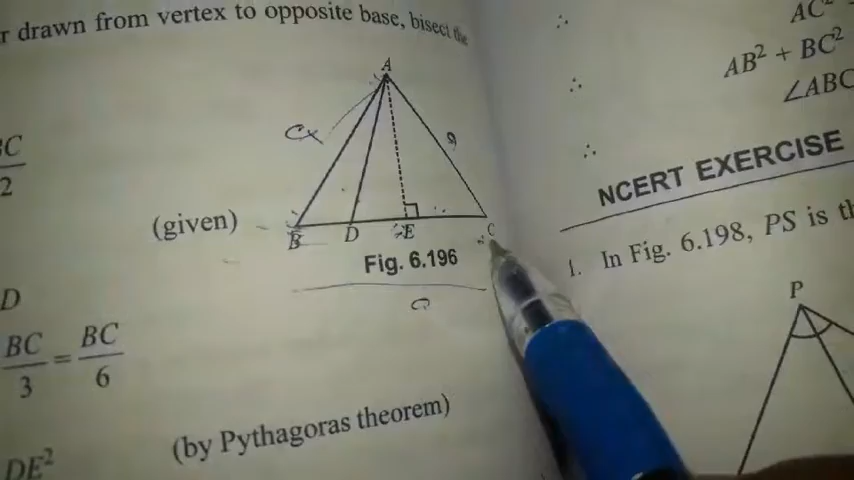 r drawn from vertex to opposite base, bisect the
A
B D E C
Fig. 6.196
a
BC
2
(given)
D
BC/3 = BC/6
(by Pythagoras theorem)
DE²
∴ AC²
∴ AB² + BC²
∴ ∠ABC
NCERT EXERCISE
1. In Fig. 6.198, PS is th
P